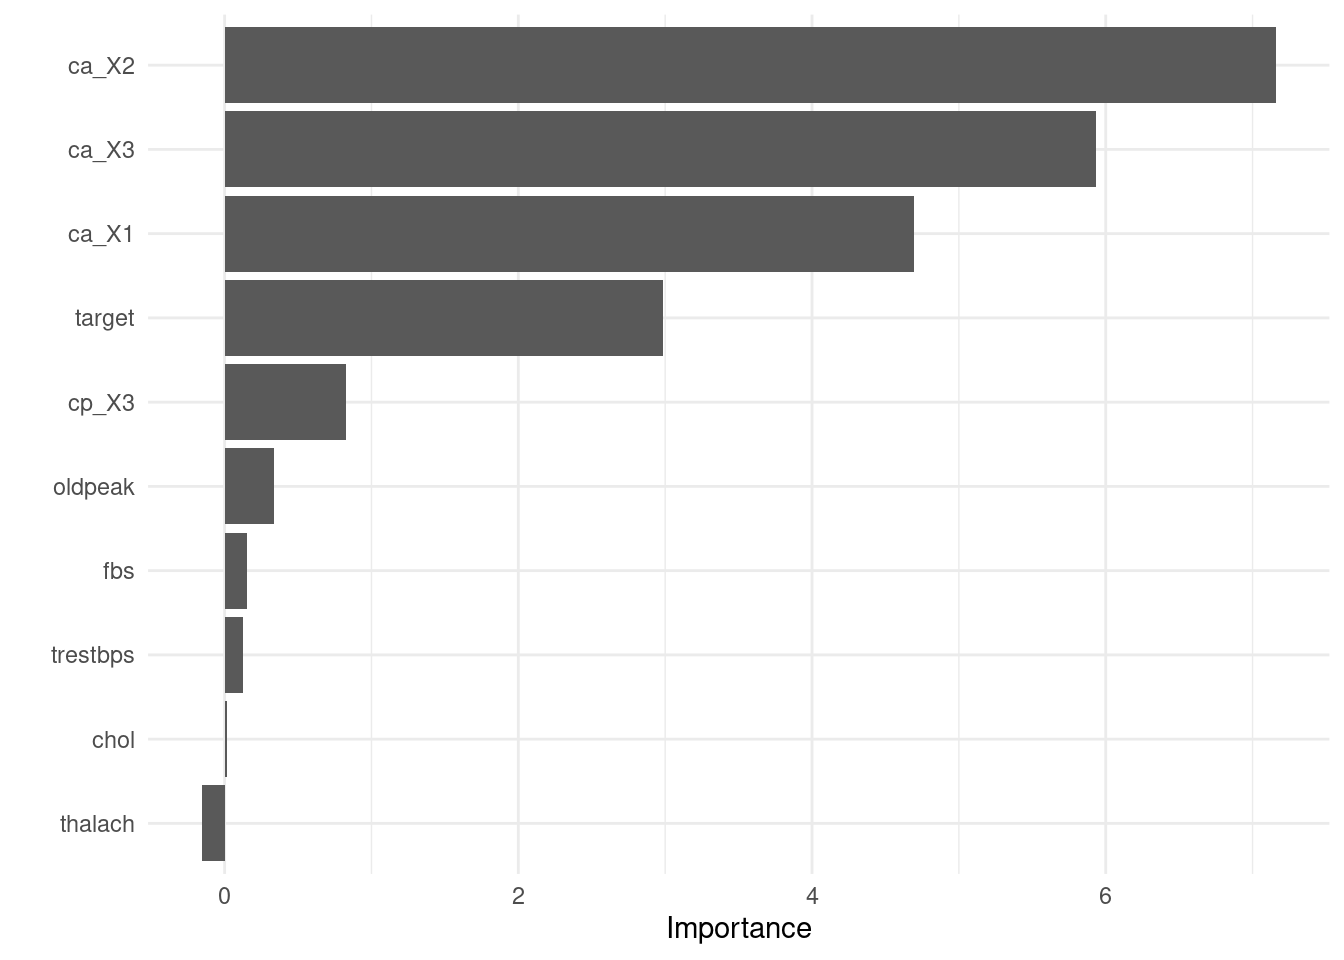 ca_X2
ca_X3
ca_X1
target
cp_X3
oldpeak
fbs
trestbps
chol
thalach
0 2 4 6
Importance